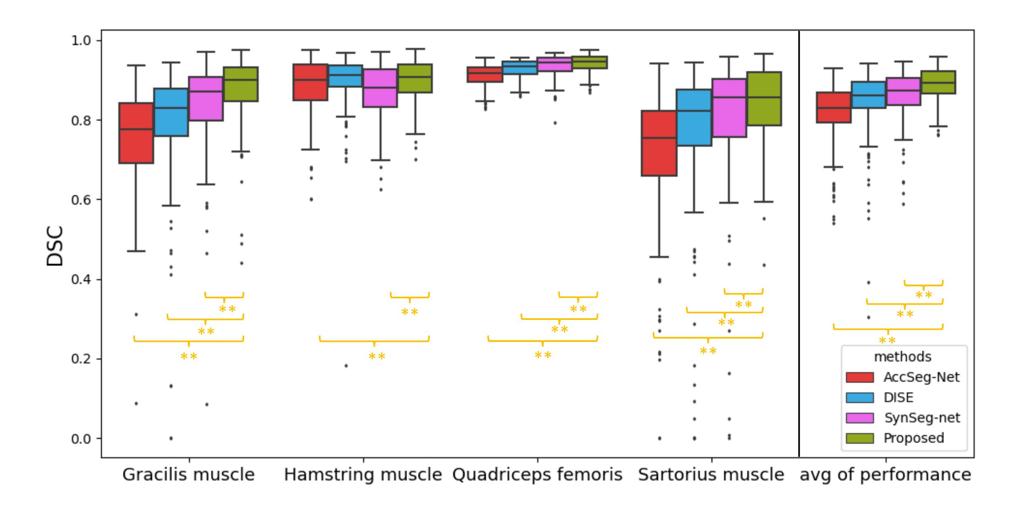 DSC
1.0
0.8
0.6
0.4
0.2
0.0
**
**
**
**
**
**
**
**
**
**
**
**
**
**
methods
AccSeg-Net
DISE
SynSeg-net
Proposed
Gracilis muscle Hamstring muscle Quadriceps femoris Sartorius muscle avg of performance